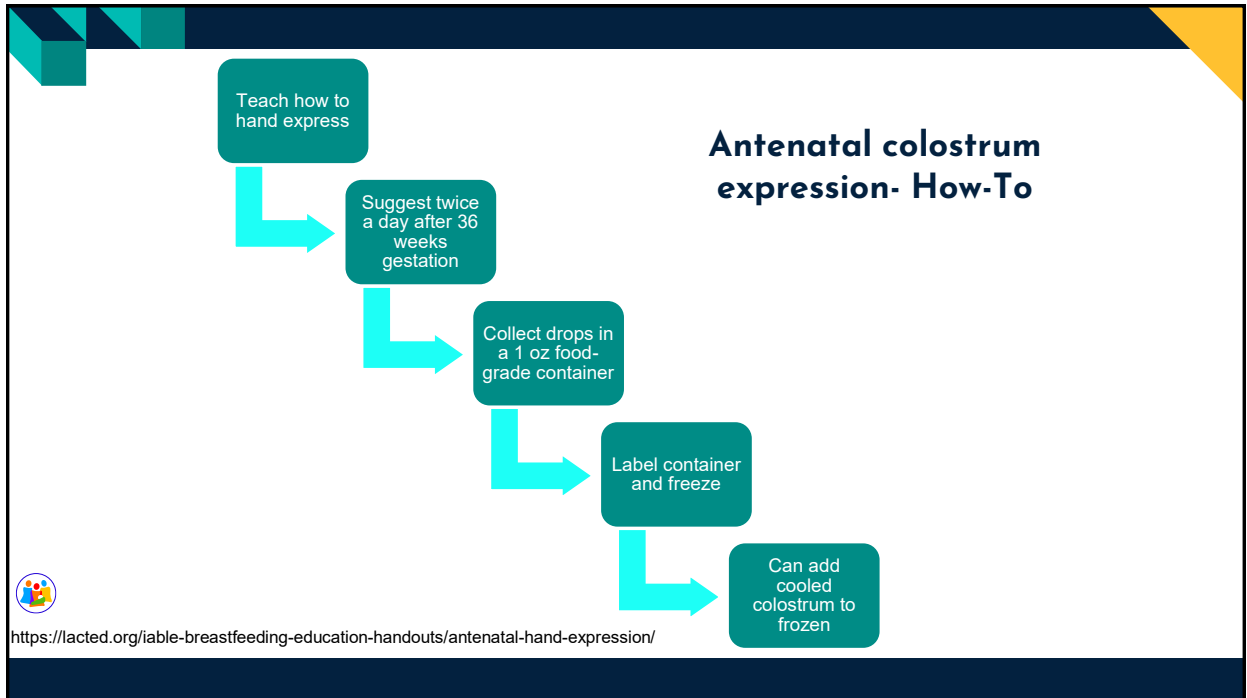 Antenatal colostrum
expression- How-To
Teach how to
hand express
Suggest twice
a day after 36
weeks
gestation
Collect drops in
a 1 oz food-
grade container
Label container
and freeze
Can add
cooled
colostrum to
frozen
https://lacted.org/iable-breastfeeding-education-handouts/antenatal-hand-expression/